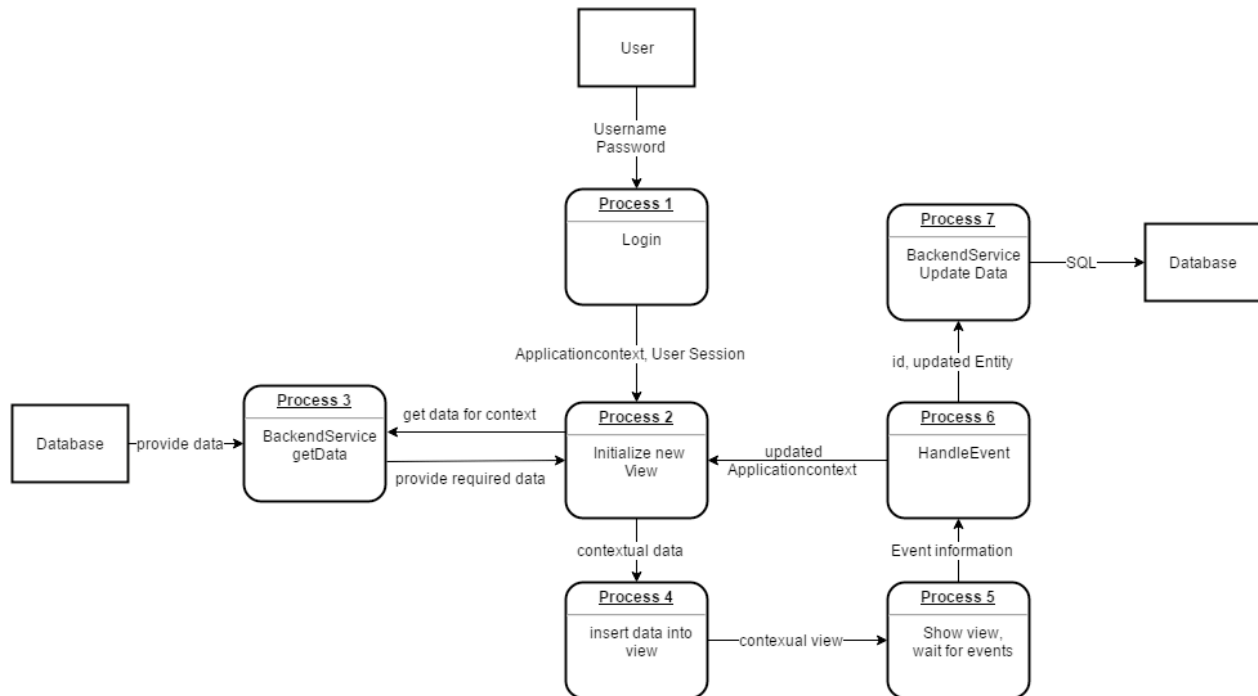 User
Username
Password
Process 1
Login
Process 7
BackendService
Update Data
SQL
Database
Applicationcontext, User Session
id, updated Entity
Database
provide data
Process 3
BackendService
getData
get data for context
provide required data
Process 2
Initialize new
View
updated
Applicationcontext
Process 6
HandleEvent
contextual data
Event information
Process 4
insert data into
view
contexual view
Process 5
Show view,
wait for events